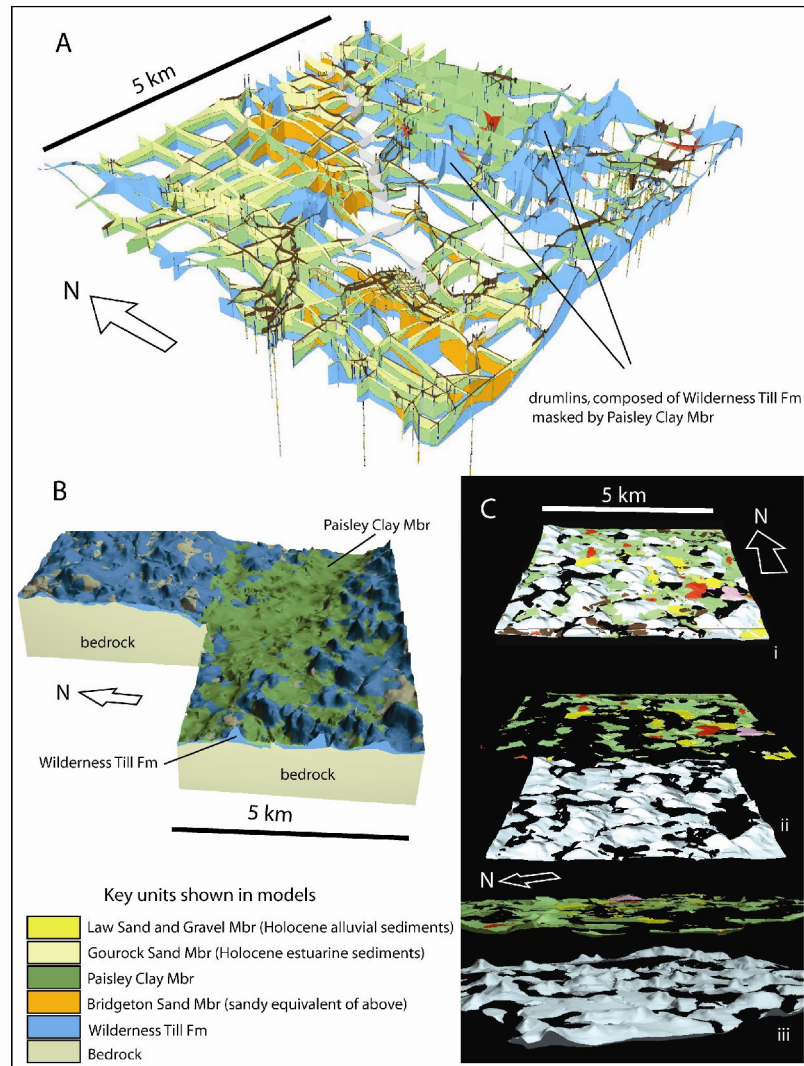 A
5 km
N
drumlins, composed of Wilderness Till Fm
masked by Paisley Clay Mbr
B
Paisley Clay Mbr
bedrock
N
Wilderness Till Fm
bedrock
5 km
Key units shown in models
Law Sand and Gravel Mbr (Holocene alluvial sediments)
Gourock Sand Mbr (Holocene estuarine sediments)
Paisley Clay Mbr
Bridgeton Sand Mbr (sandy equivalent of above)
Wilderness Till Fm
Bedrock
C
5 km
N
i
ii
N
iii